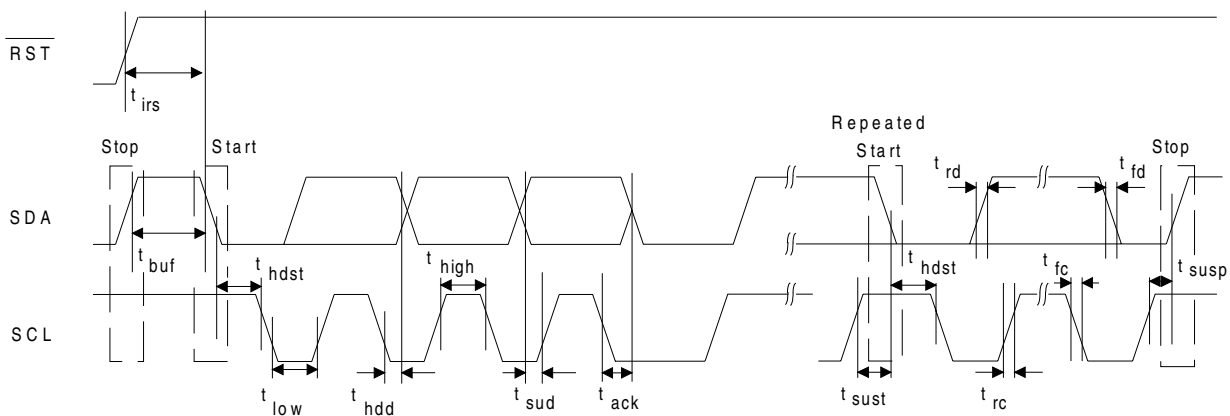 RST
t irs
Stop Start
Repeated
Start
Stop
SDA
t buf
t rd
t fd
t hdst
t high
t hdst
t fc
t susp
SCL
t low
t hdd
t sud
t ack
t sust
t rc